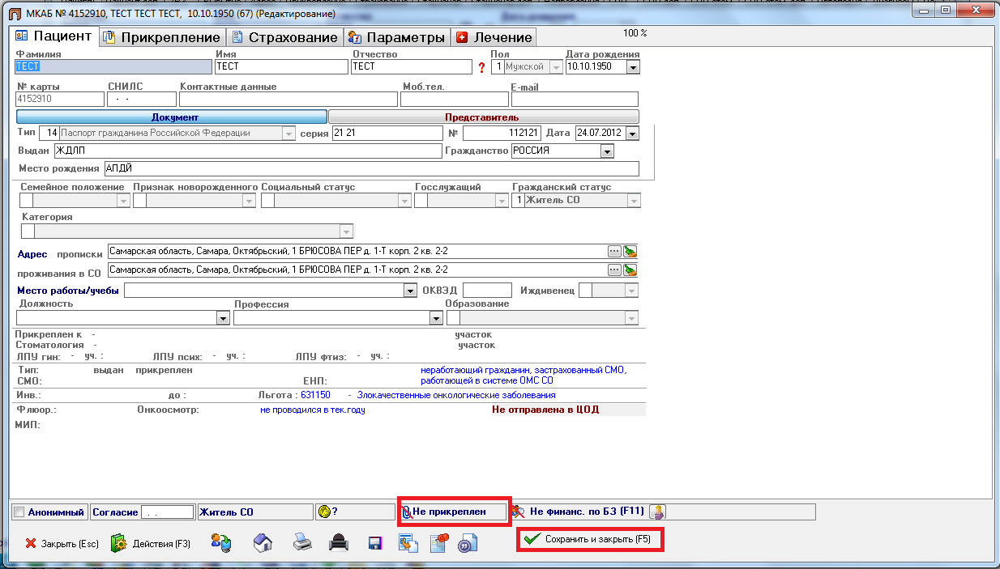 МКАБ № 4152910, ТЕСТ ТЕСТ ТЕСТ, 10.10.1950 (67) (Редактирование)
Пациент Прикрепление Страхование Параметры Лечение 100 %
Фамилия Имя Отчество Пол Дата рождения
ТЕСТ ТЕСТ ТЕСТ ? 1 Мужской 10.10.1950
№ карты СНИЛС Контактные данные Моб.тел. E-mail
4152910 - -
Документ Представитель
Тип 14 Паспорт гражданина Российской Федерации серия 21 21 № 112121 Дата 24.07.2012
Выдан ЖДЛП Гражданство РОССИЯ
Место рождения АПДЙ
Семейное положение Признак новорожденного Социальный статус Госслужащий Гражданский статус
1 Житель СО
Категория
Адрес прописки Самарская область, Самара, Октябрьский, 1 БРЮСОВА ПЕР д. 1-Т корп. 2 кв. 2-2 ...
проживания в СО Самарская область, Самара, Октябрьский, 1 БРЮСОВА ПЕР д. 1-Т корп. 2 кв. 2-2 ...
Место работы/учебы ОКВЭД Иждивенец
Должность Профессия Образование
Прикреплен к - участок
Стоматология - участок
ЛПУ гин: - уч. : ЛПУ псих: - уч. : ЛПУ фтиз: - уч. :
Тип: выдан прикреплен неработающий гражданин, застрахованный СМО,
СМО: ЕНП: работающей в системе ОМС СО
Инв.: до : Льгота : 631150 - Злокачественные онкологические заболевания
Флюор.: Онкоосмотр: не проводился в тек.году Не отправлена в ЦОД
МИП:
Анонимный Согласие . . Житель СО ? Не прикреплен Не финанс. по БЗ (F11)
Закрыть (Esc) Действия (F3) Сохранить и закрыть (F5)